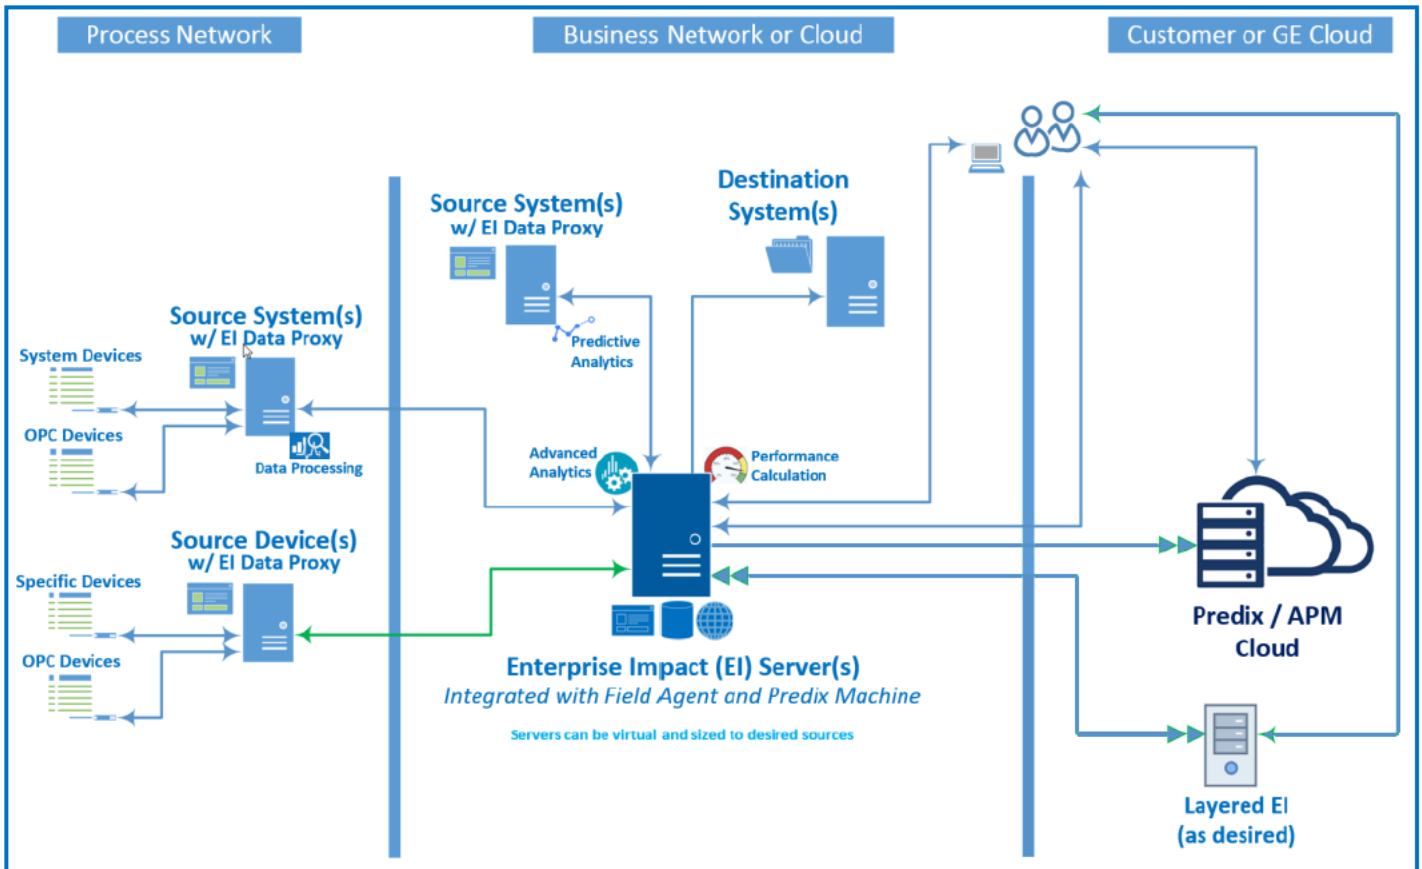 Process Network
Business Network or Cloud
Customer or GE Cloud
Source System(s)
w/ EI Data Proxy
Destination
System(s)
Predictive
Analytics
Source System(s)
w/ EI Data Proxy
System Devices
OPC Devices
Data Processing
Advanced
Analytics
Performance
Calculation
Source Device(s)
w/ EI Data Proxy
Specific Devices
OPC Devices
Enterprise Impact (EI) Server(s)
Integrated with Field Agent and Predix Machine
Servers can be virtual and sized to desired sources
Predix / APM
Cloud
Layered EI
(as desired)